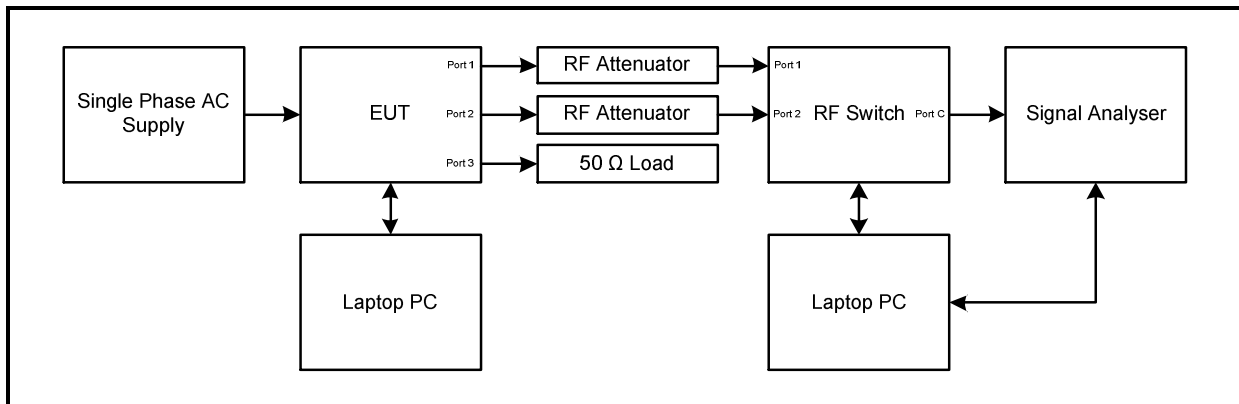 Single Phase AC
Supply
EUT
Port 1
Port 2
Port 3
RF Attenuator
RF Attenuator
50 Ω Load
Port 1
Port 2
RF Switch
Port C
Signal Analyser
Laptop PC
Laptop PC